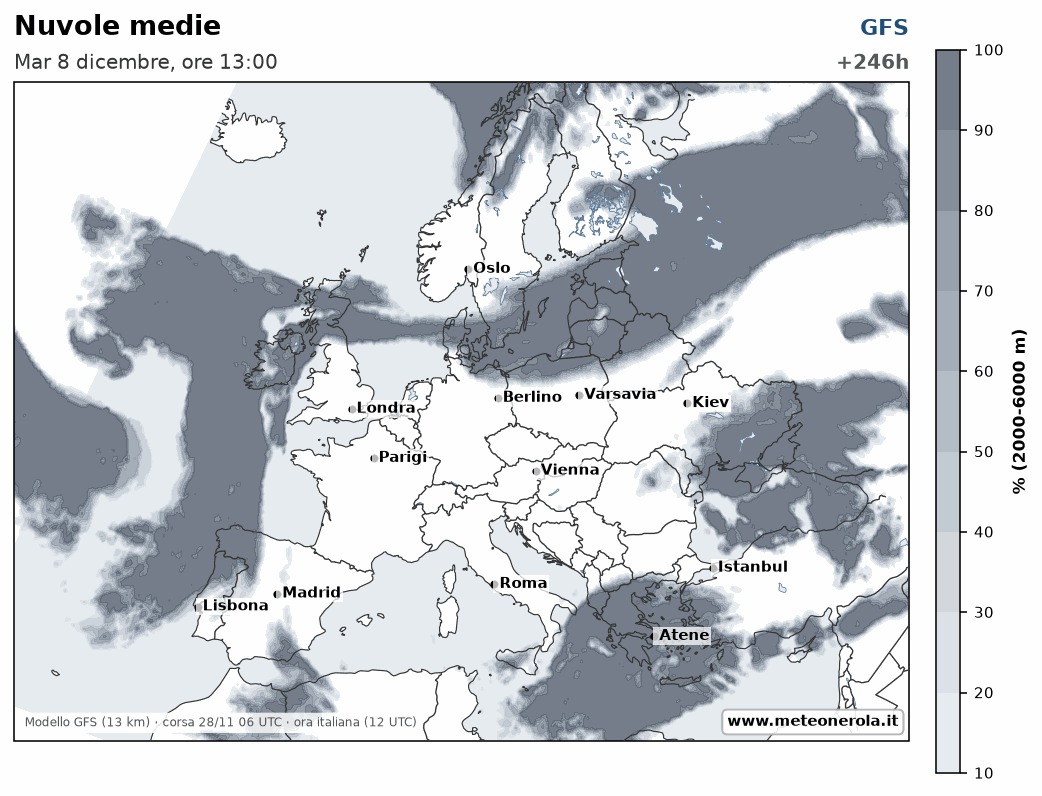 Nuvole medie
GFS
Mar 8 dicembre, ore 13:00
+246h
100
90
80
70
60
50
40
30
20
10
% (2000-6000 m)
Oslo
Berlino
Varsavia
Kiev
Londra
Parigi
Vienna
Istanbul
Roma
Madrid
Lisbona
Atene
Modello GFS (13 km) · corsa 28/11 06 UTC · ora italiana (12 UTC)
www.meteonerola.it